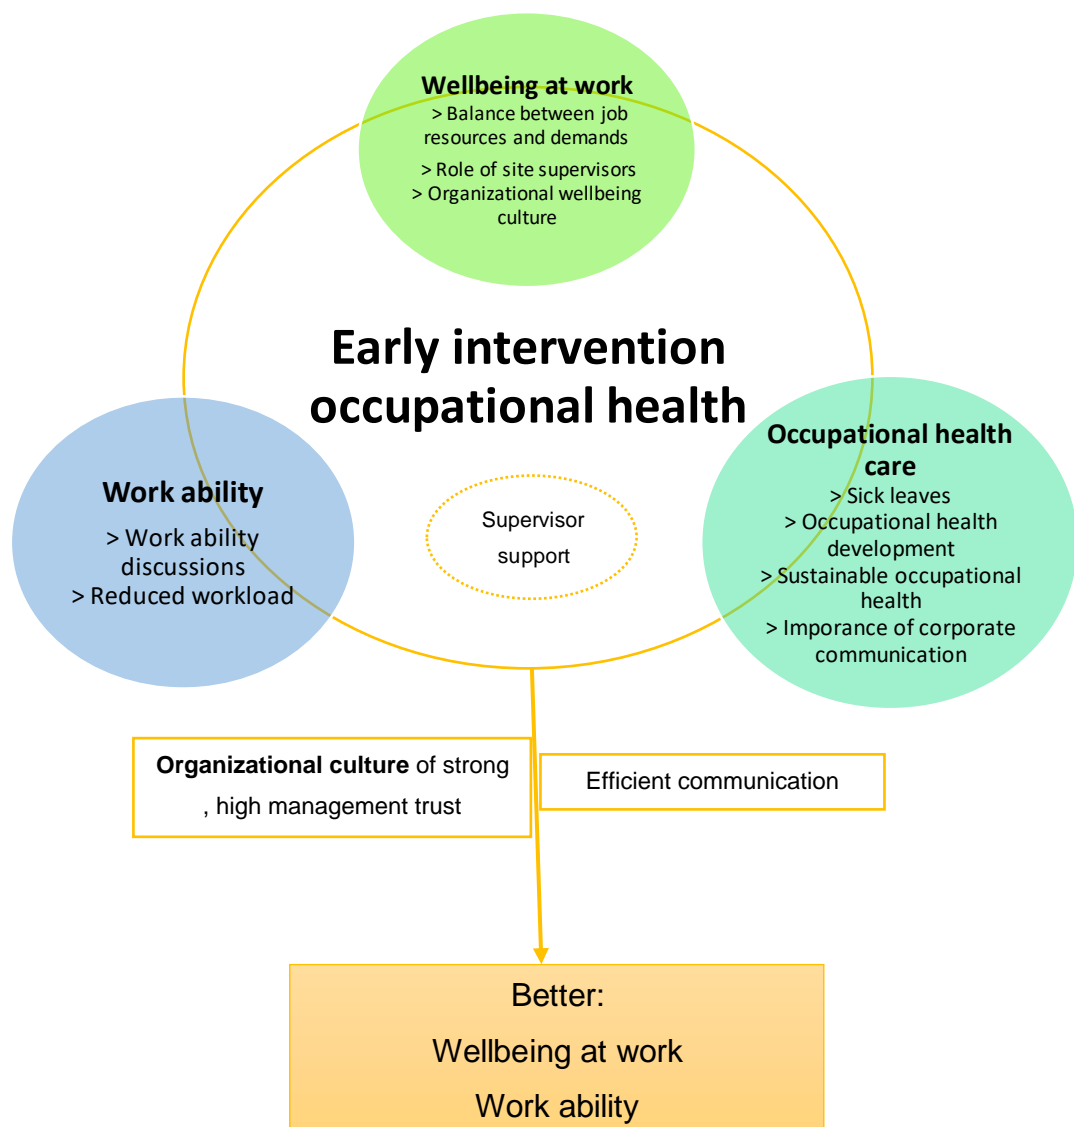 Wellbeing at work
> Balance between job
resources and demands
> Role of site supervisors
> Organizational wellbeing
culture
Early intervention
occupational health
Work ability
> Work ability
discussions
> Reduced workload
Supervisor
support
Occupational health
care
> Sick leaves
> Occupational health
development
> Sustainable occupational
health
> Imporance of corporate
communication
Organizational culture of strong
, high management trust
Efficient communication
Better:
Wellbeing at work
Work ability